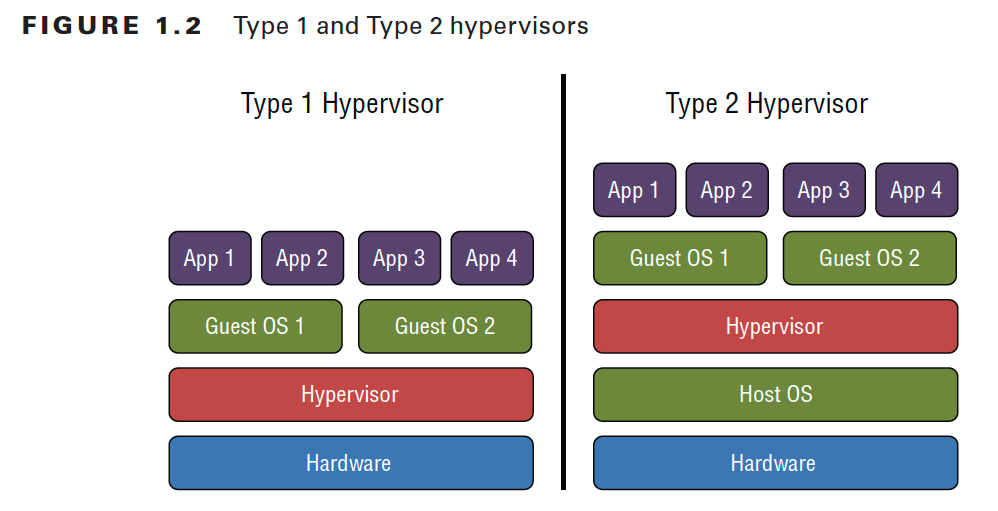 FIGURE 1.2 Type 1 and Type 2 hypervisors
Type 1 Hypervisor
App 1 App 2 App 3 App 4
Guest OS 1 Guest OS 2
Hypervisor
Hardware
Type 2 Hypervisor
App 1 App 2 App 3 App 4
Guest OS 1 Guest OS 2
Hypervisor
Host OS
Hardware